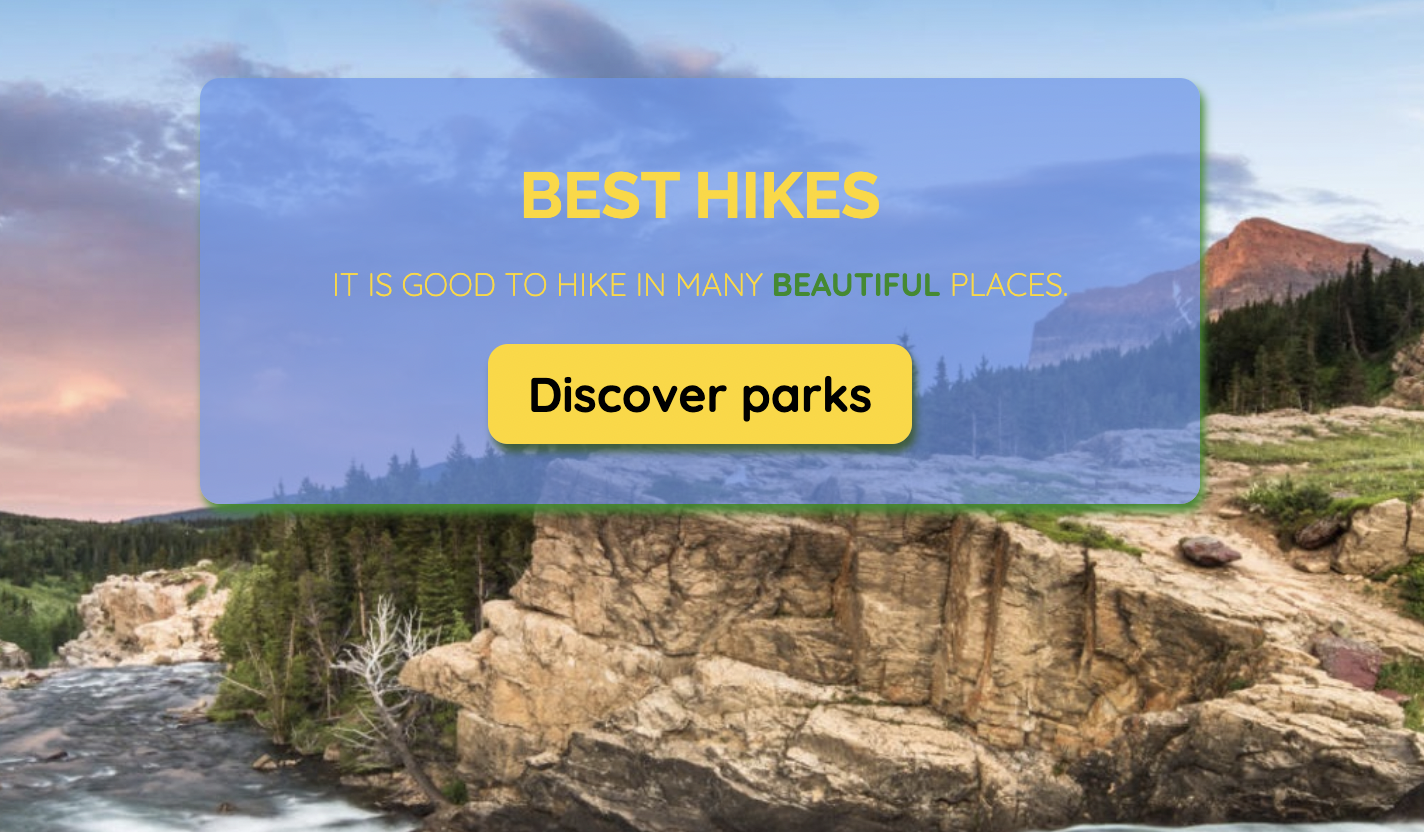 BEST HIKES
IT IS GOOD TO HIKE IN MANY BEAUTIFUL PLACES.
Discover parks